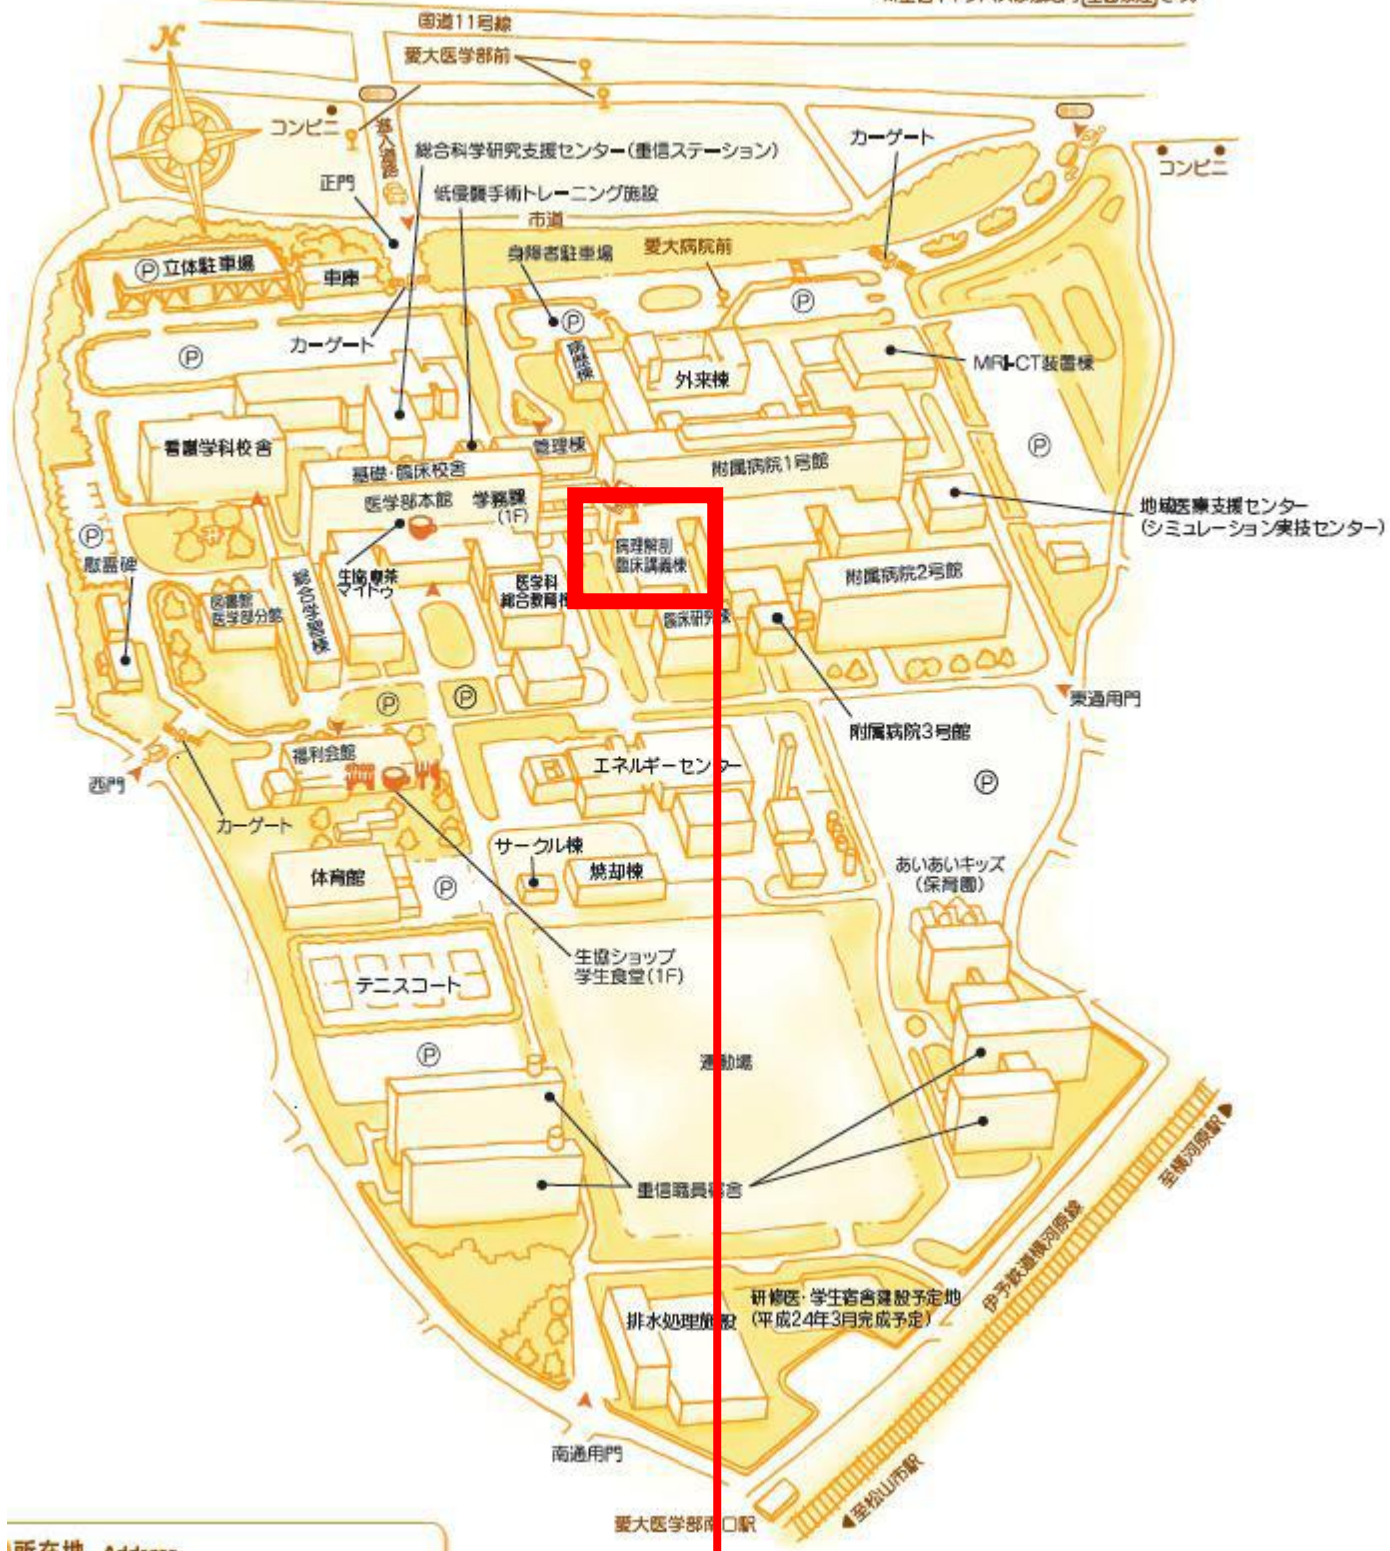 国道11号線
愛大医学部前
コンビニ
進入道路
総合科学研究支援センター(重信ステーション)
カーゲート
コンビニ
正門
低侵襲手術トレーニング施設
市道
身障者駐車場
愛大病院前
P 立体駐車場
車庫
P
P
カーゲート
P
病歴棟
外来棟
MRI-CT装置棟
看護学科校舎
管理棟
P
基礎・臨床校舎
附属病院1号館
医学部本館
学務課
(1F)
地域医療支援センター
(シミュレーション実技センター)
P
慰霊碑
病理解剖
臨床講義棟
生協喫茶
マイドゥ
医学科
総合教育棟
附属病院2号館
図書館
医学部分館
臨床研究棟
P
P
東通用門
附属病院3号館
福利会館
shop
エネルギーセンター
西門
P
カーゲート
サークル棟
体育館
P
焼却棟
あいあいキッズ
(保育園)
生協ショップ
学生食堂(1F)
テニスコート
P
運動場
重信職員宿舎
至横河原駅
伊予鉄道横河原線
研修医・学生宿舎建設予定地
(平成24年3月完成予定)
排水処理施設
南通用門
至松山市駅
愛大医学部南口駅
所在地 Address